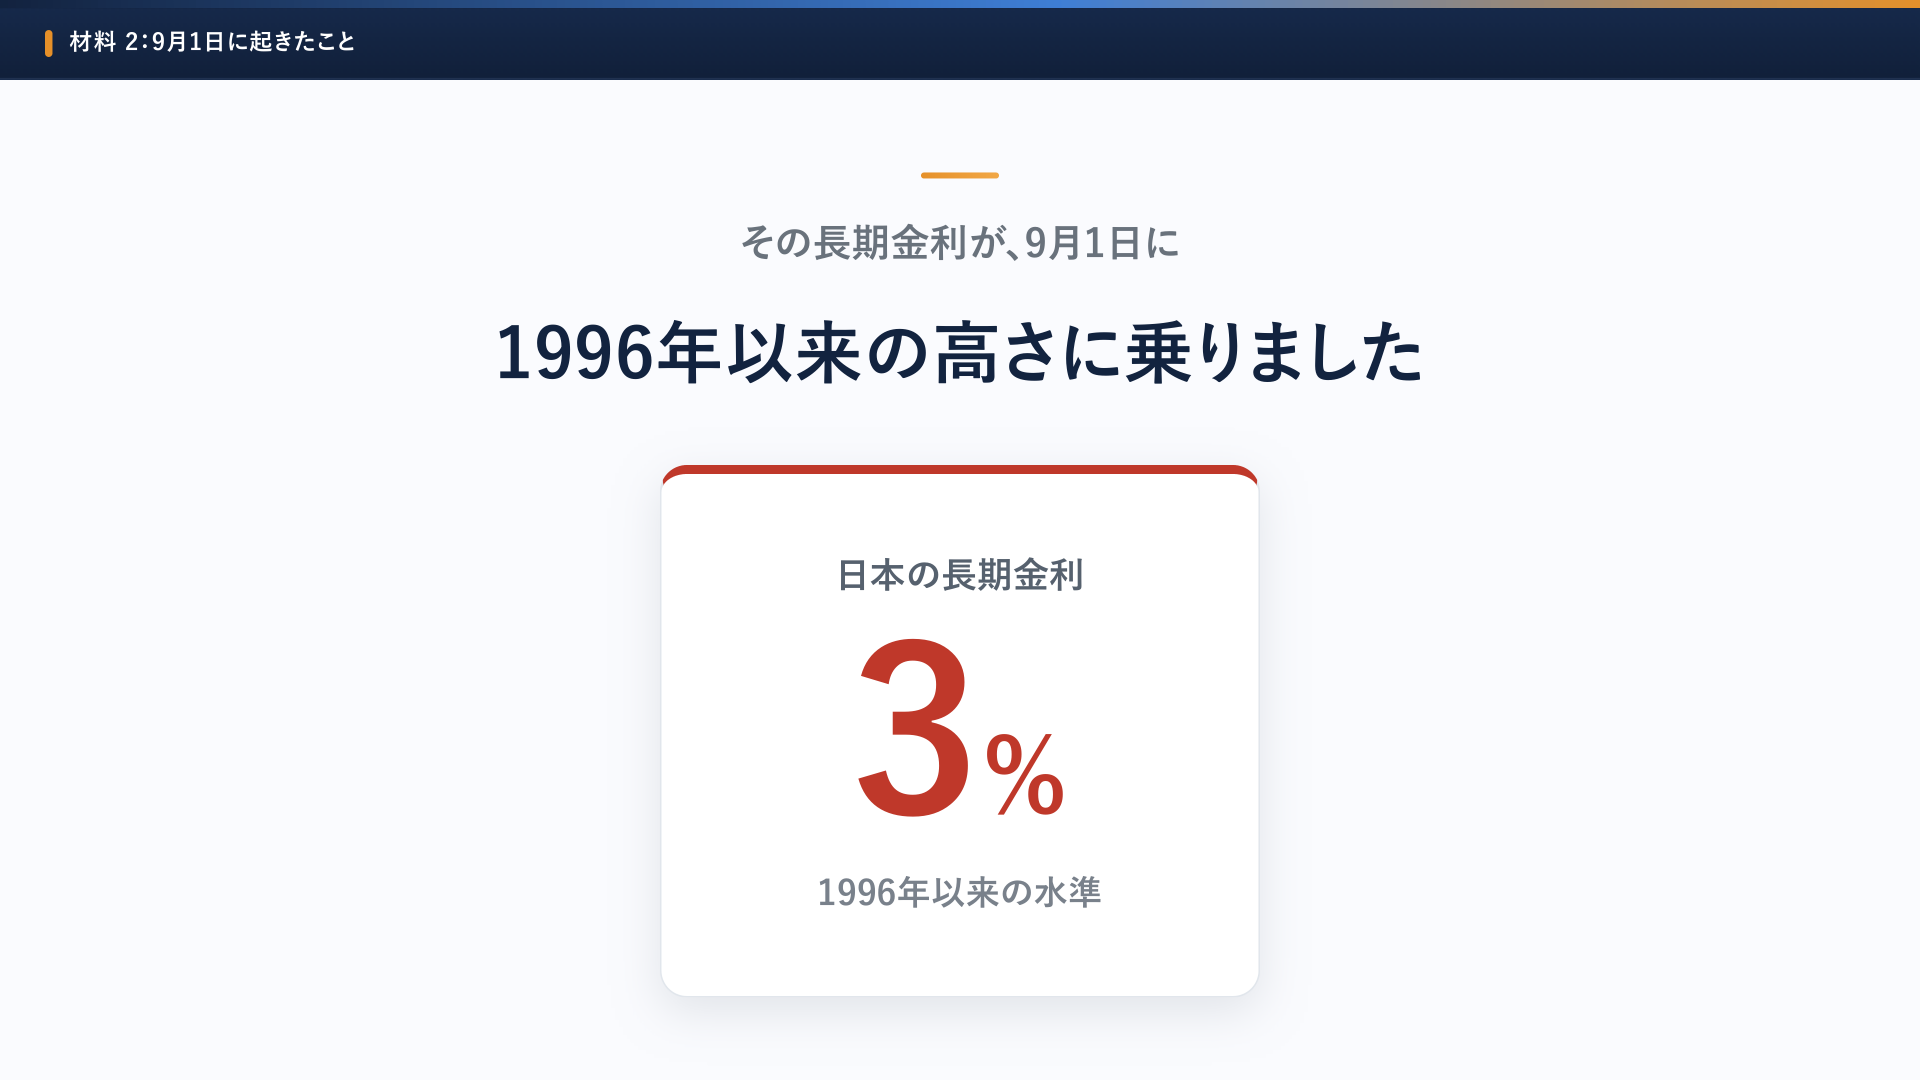 材料 2：9月1日に起きたこと
その長期金利が、9月1日に
1996年以来の高さに乗りました
日本の長期金利
3%
1996年以来の水準